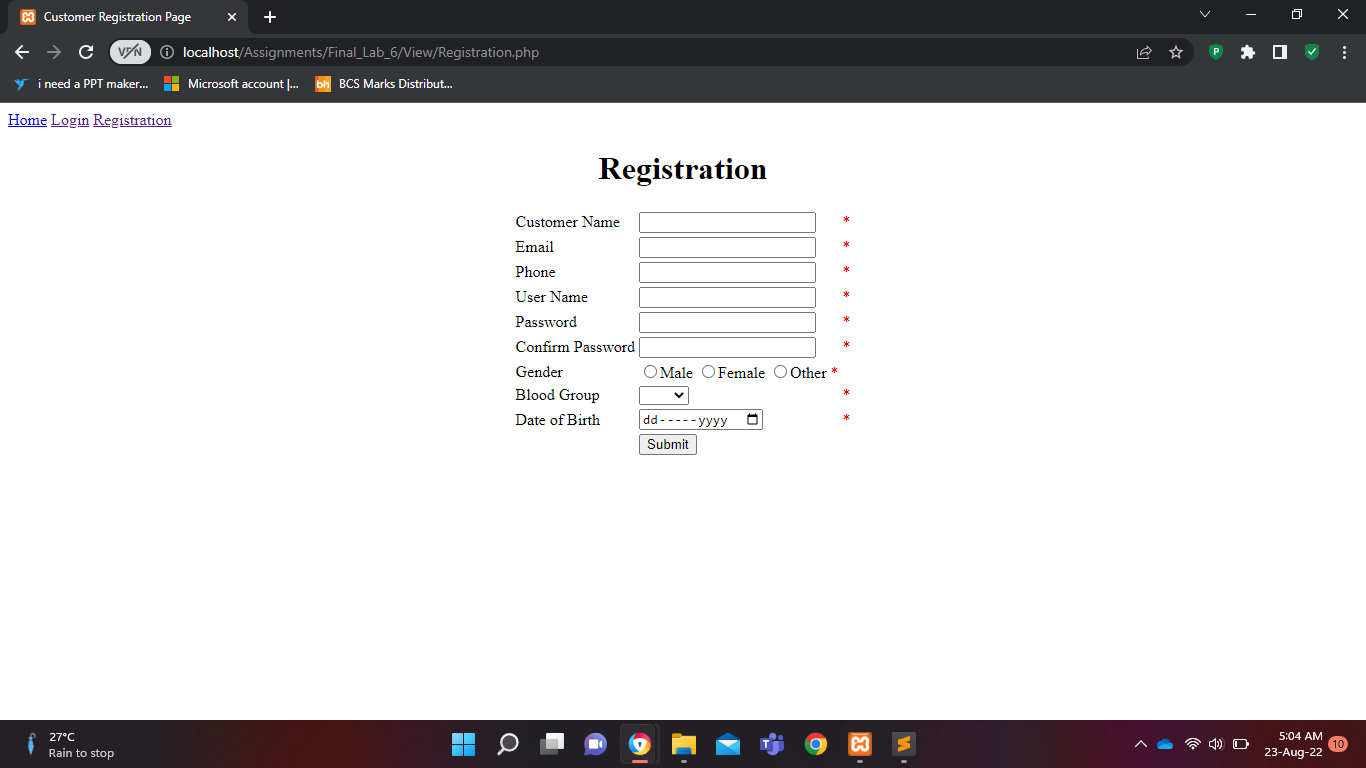 Customer Registration Page
VPN
localhost/Assignments/Final_Lab_6/View/Registration.php
P
i need a PPT maker...
Microsoft account |...
bh
BCS Marks Distribut...
Home Login Registration
Registration
Customer Name *
Email *
Phone *
User Name *
Password *
Confirm Password *
Gender Male Female Other *
Blood Group *
Date of Birth dd-----yyyy *
Submit
27°C
Rain to stop
5:04 AM
23-Aug-22
10